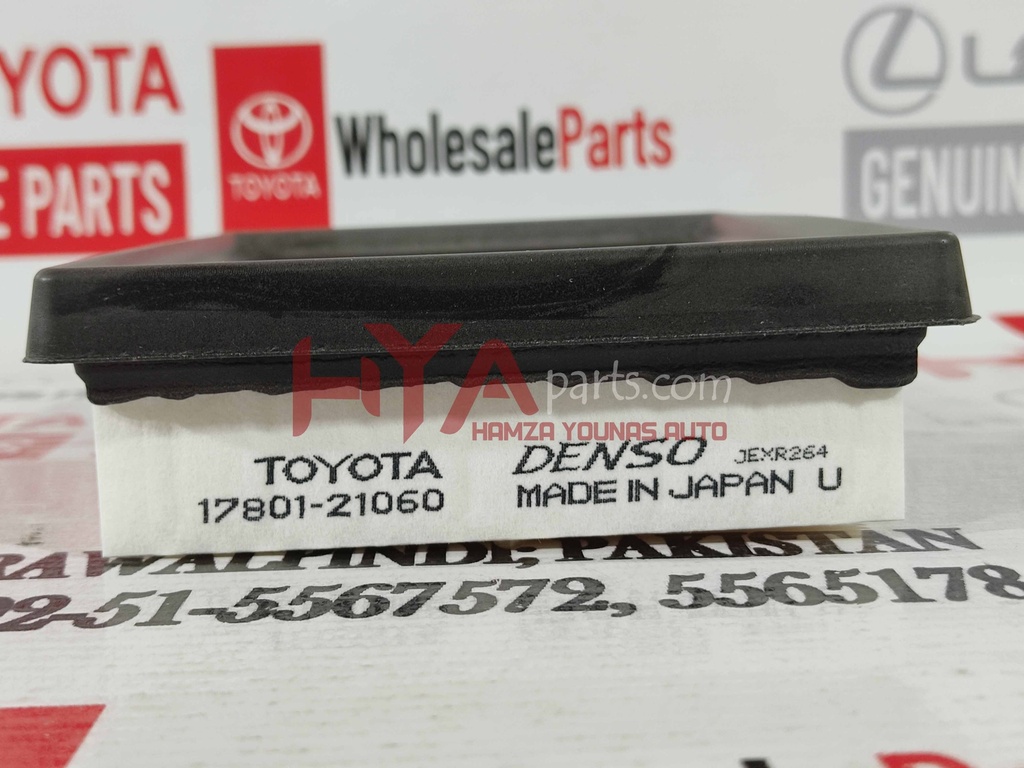 TOYOTA
PARTS
TOYOTA
WholesaleParts
GENUIN
HYAparts.com
HAMZA YOUNAS AUTO
TOYOTA
17801-21060
DENSO JEXR264
MADE IN JAPAN U
RAWALPINDI, PAKISTAN
92-51-5567572, 5565178